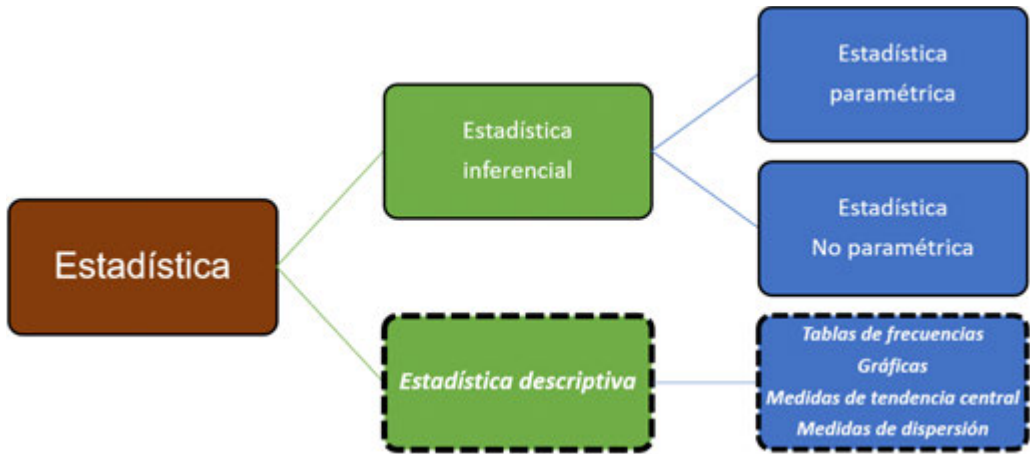 Estadística
Estadística
inferencial
Estadística
paramétrica
Estadística
No paramétrica
Estadística descriptiva
Tablas de frecuencias
Gráficas
Medidas de tendencia central
Medidas de dispersión